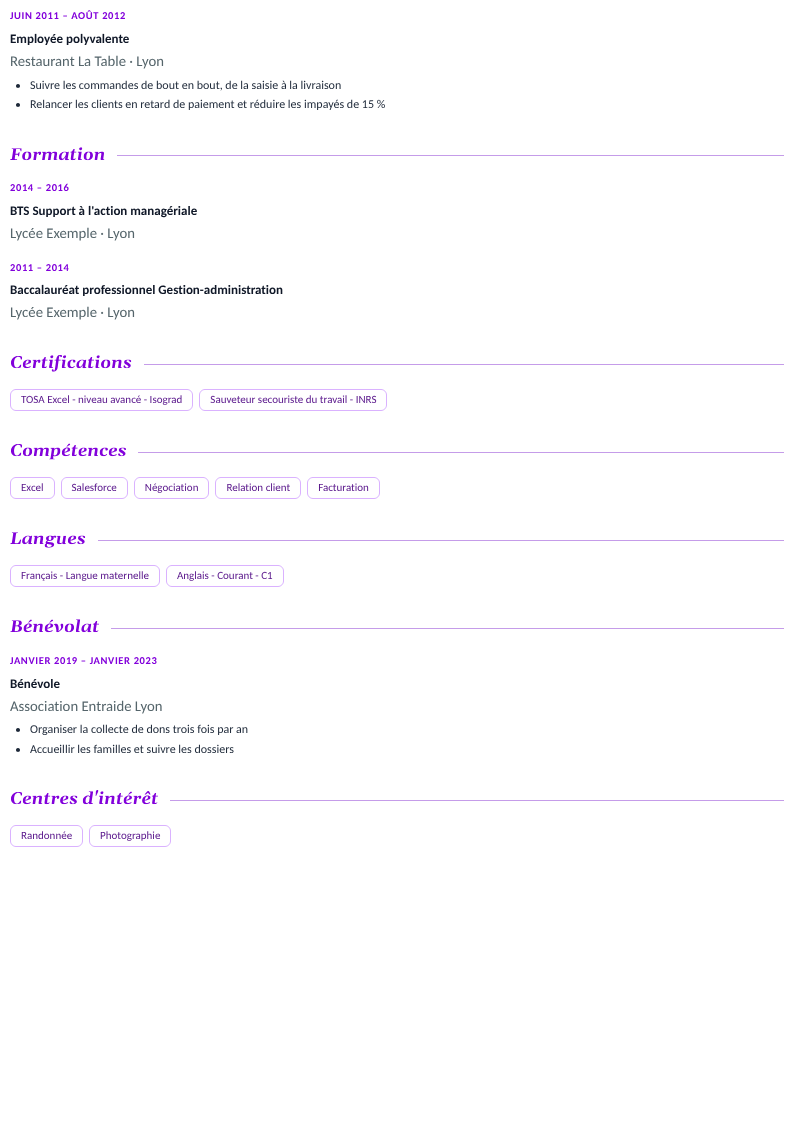 JUIN 2011 – AOÛT 2012
Employée polyvalente
Restaurant La Table · Lyon
• Suivre les commandes de bout en bout, de la saisie à la livraison
• Relancer les clients en retard de paiement et réduire les impayés de 15 %
Formation
2014 – 2016
BTS Support à l'action managériale
Lycée Exemple · Lyon
2011 – 2014
Baccalauréat professionnel Gestion-administration
Lycée Exemple · Lyon
Certifications
TOSA Excel - niveau avancé - Isograd Sauveteur secouriste du travail - INRS
Compétences
Excel Salesforce Négociation Relation client Facturation
Langues
Français - Langue maternelle Anglais - Courant - C1
Bénévolat
JANVIER 2019 – JANVIER 2023
Bénévole
Association Entraide Lyon
• Organiser la collecte de dons trois fois par an
• Accueillir les familles et suivre les dossiers
Centres d'intérêt
Randonnée Photographie